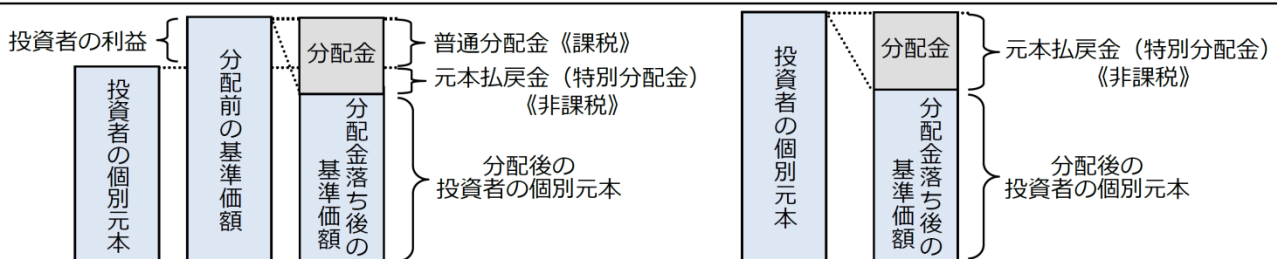 投資者の利益
投資者の個別元本
分配前の基準価額
分配金
分配金落ち後の
基準価額
普通分配金《課税》
元本払戻金（特別分配金）
《非課税》
分配後の
投資者の個別元本
投資者の個別元本
分配金
分配金落ち後の
基準価額
元本払戻金（特別分配金）
《非課税》
分配後の
投資者の個別元本